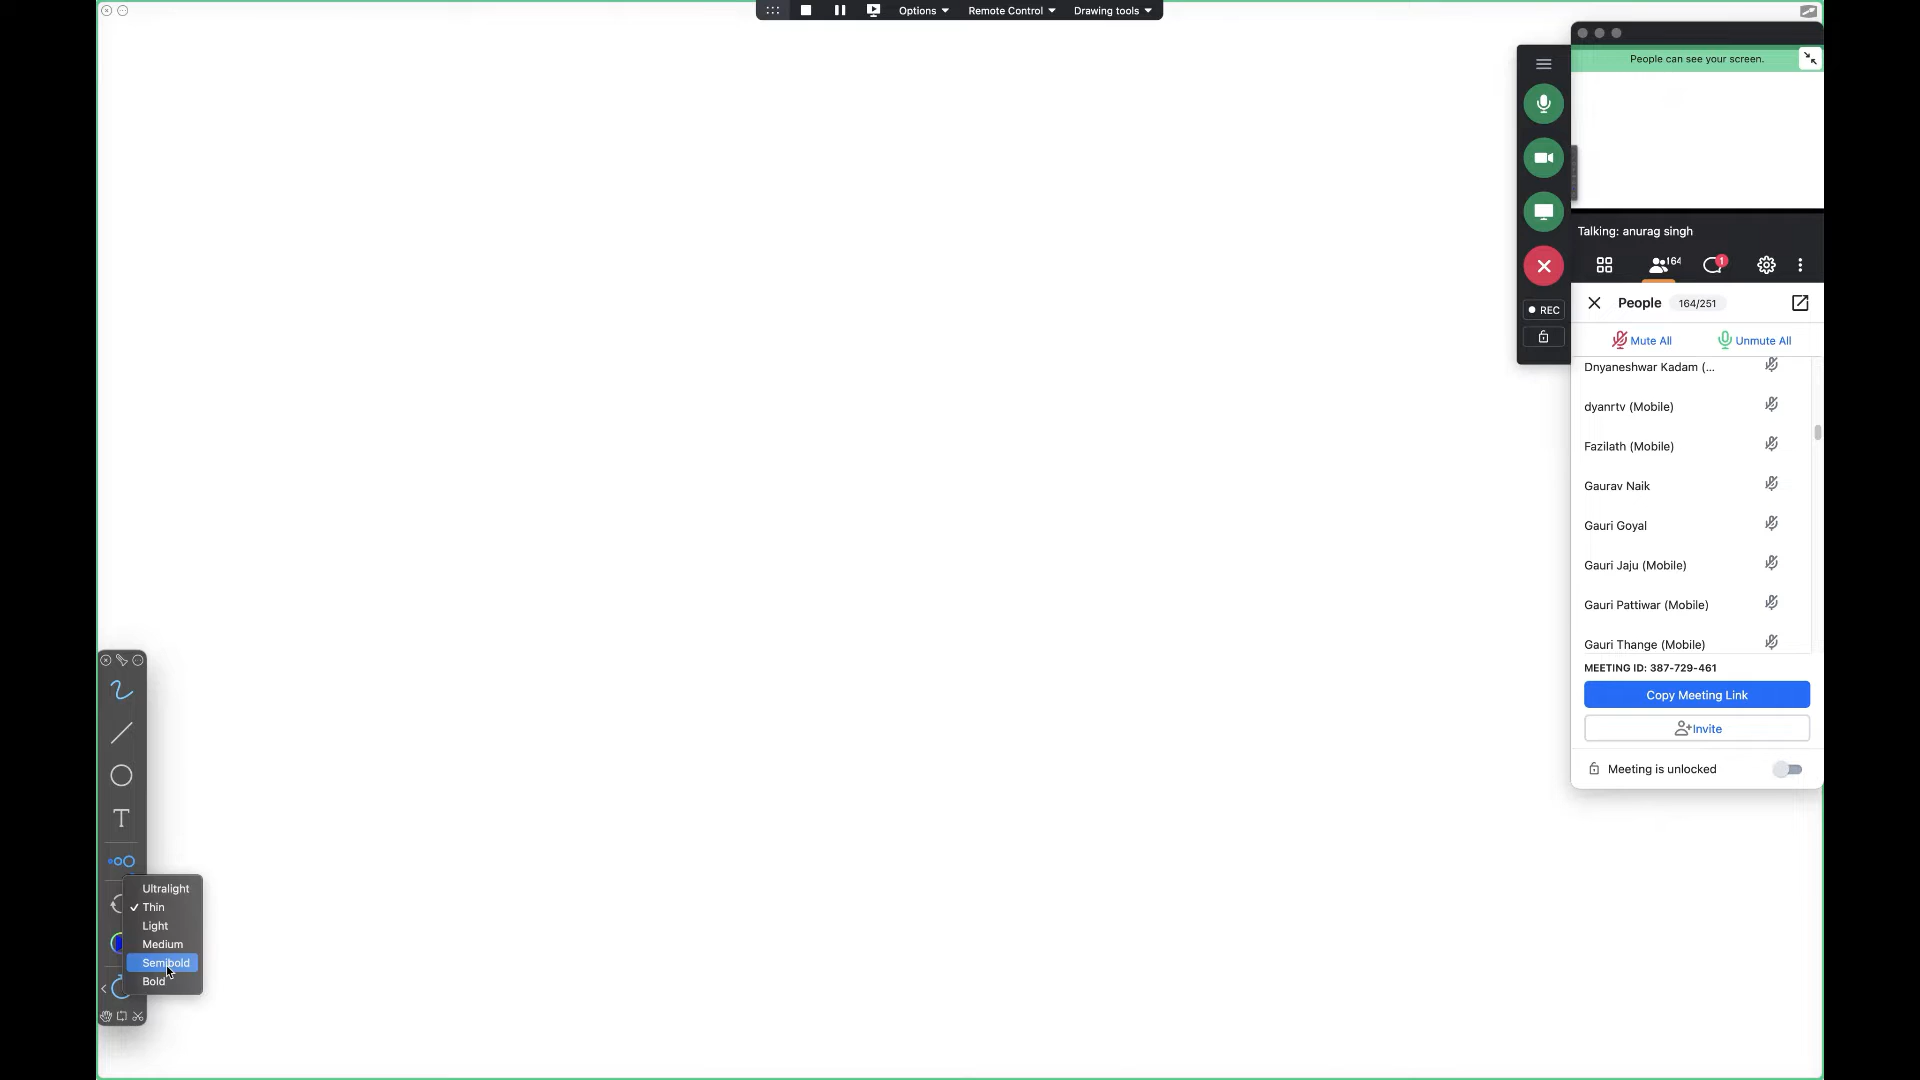 Options
Remote Control
Drawing tools
People can see your screen.
Talking: anurag singh
164
1
REC
People 164/251
Mute All
Unmute All
Dnyaneshwar Kadam (...
dyanrtv (Mobile)
Fazilath (Mobile)
Gaurav Naik
Gauri Goyal
Gauri Jaju (Mobile)
Gauri Pattiwar (Mobile)
Gauri Thange (Mobile)
MEETING ID: 387-729-461
Copy Meeting Link
Invite
Meeting is unlocked
T
Ultralight
Thin
Light
Medium
Semibold
Bold